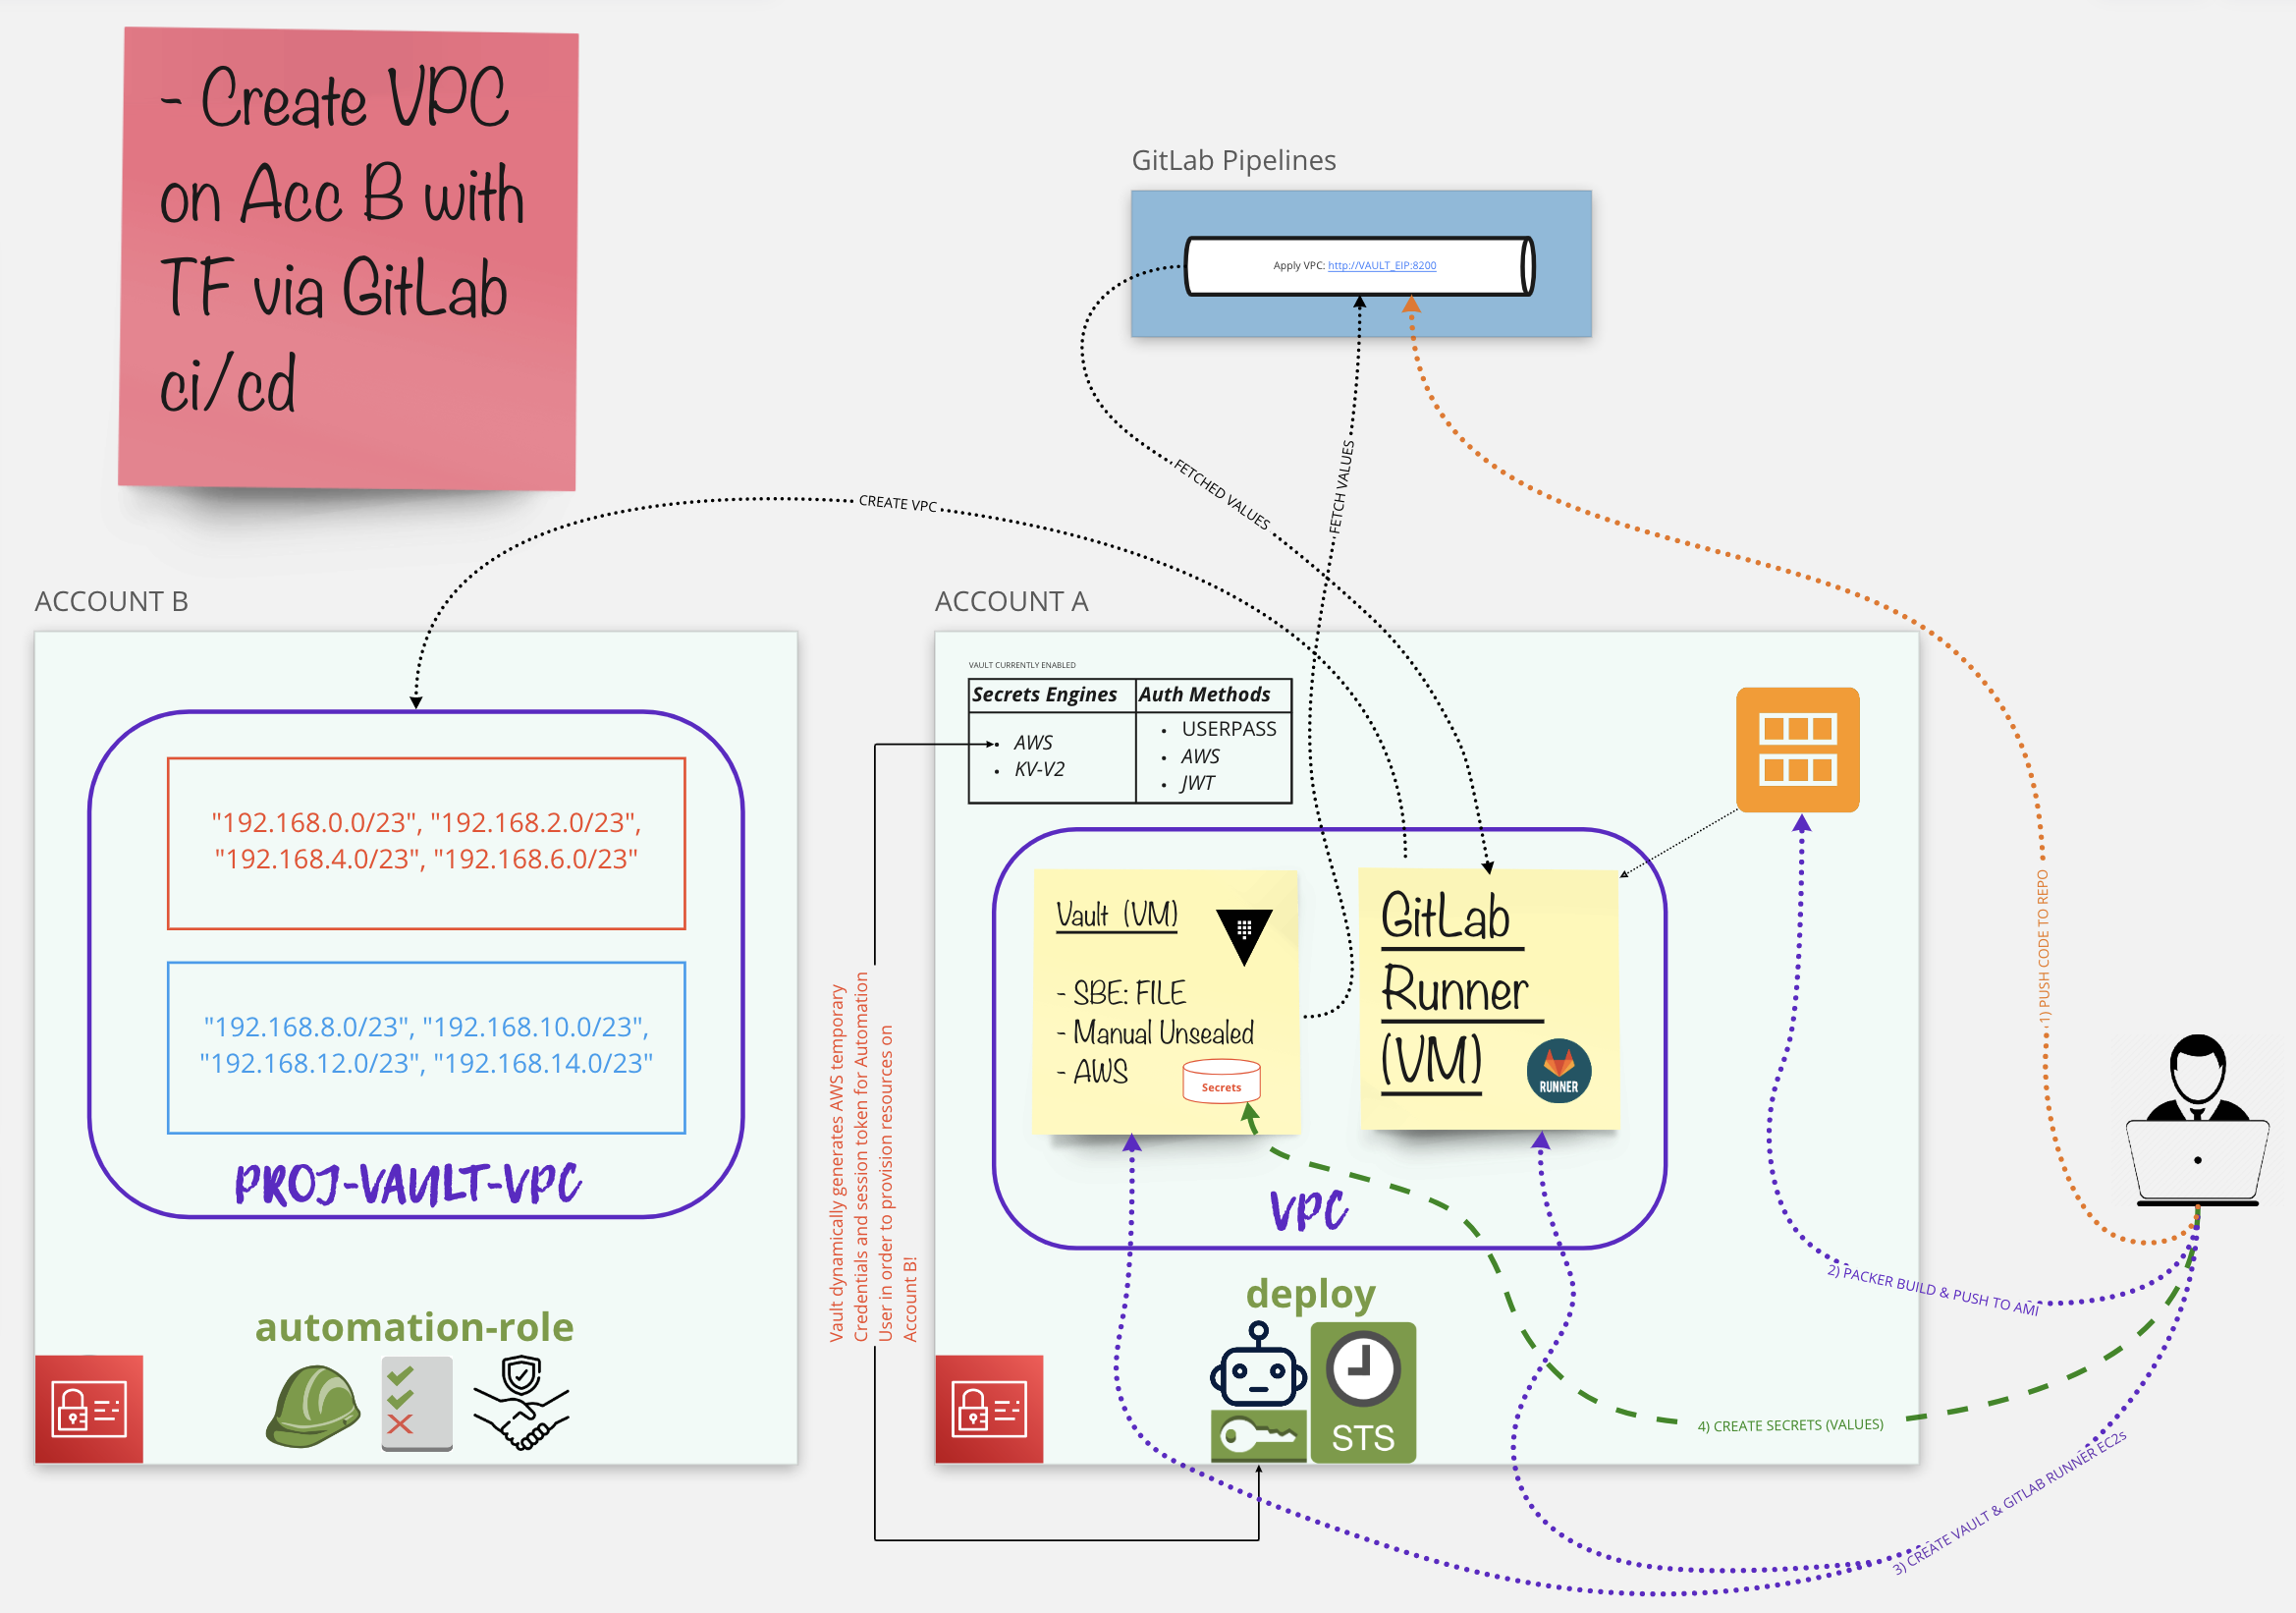 - Create VPC
on Acc B with
TF via GitLab
ci/cd
GitLab Pipelines
Apply VPC: http://VAULT_EIP:8200
FETCHED VALUES
FETCH VALUES
CREATE VPC
ACCOUNT B
"192.168.0.0/23", "192.168.2.0/23",
"192.168.4.0/23", "192.168.6.0/23"
"192.168.8.0/23", "192.168.10.0/23",
"192.168.12.0/23", "192.168.14.0/23"
PROJ-VAULT-VPC
automation-role
Vault dynamically generates AWS temporary
Credentials and session token for Automation
User in order to provision resources on
Account B!
ACCOUNT A
VAULT CURRENTLY ENABLED
Secrets Engines
Auth Methods
• AWS
• KV-V2
• USERPASS
• AWS
• JWT
Vault (VM)
- SBE: FILE
- Manual Unsealed
- AWS
Secrets
GitLab
Runner
(VM)
RUNNER
VPC
deploy
STS
1) PUSH CODE TO REPO
2) PACKER BUILD & PUSH TO AMI
4) CREATE SECRETS (VALUES)
3) CREATE VAULT & GITLAB RUNNER EC2s